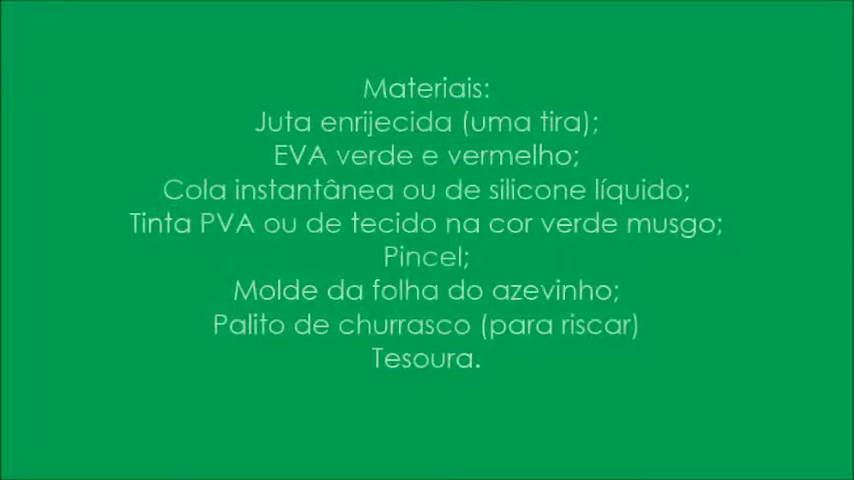 Materiais:
Juta enrijecida (uma tira);
EVA verde e vermelho;
Cola instantânea ou de silicone líquido;
Tinta PVA ou de tecido na cor verde musgo;
Pincel;
Molde da folha do azevinho;
Palito de churrasco (para riscar)
Tesoura.